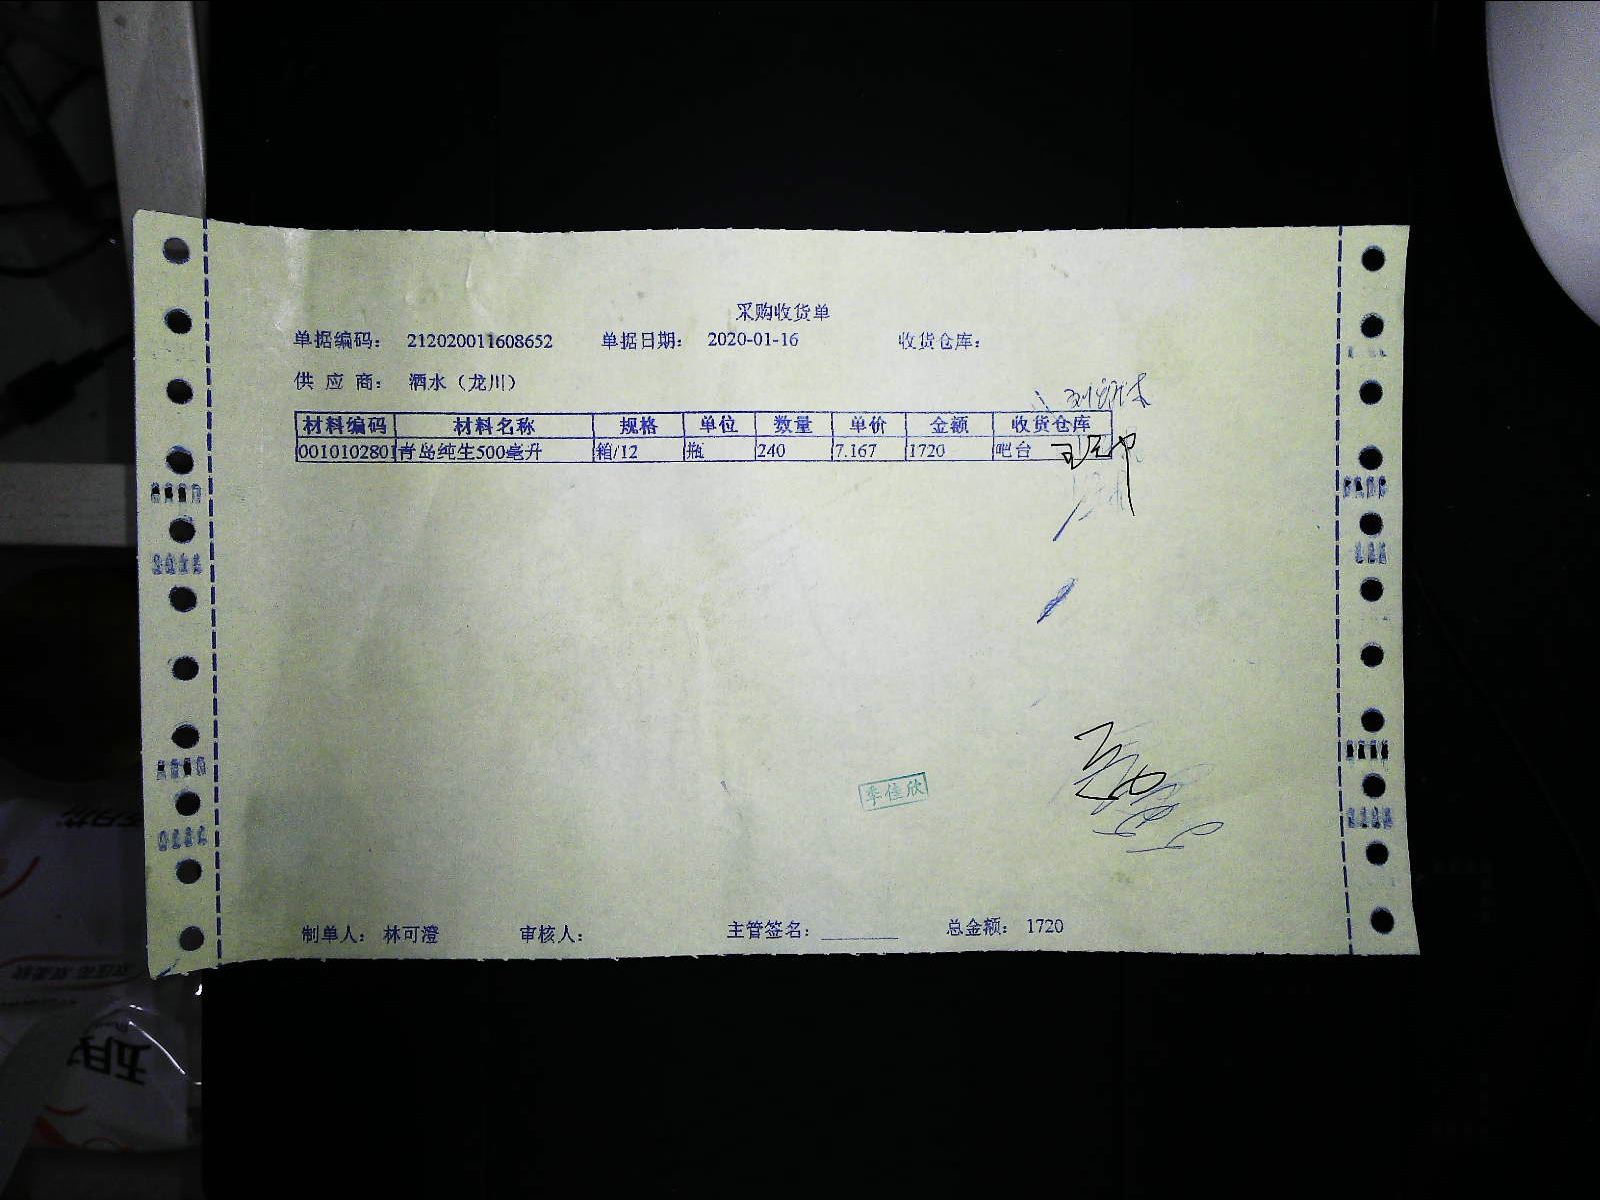 采购收货单
单据编码： 212020011608652 单据日期： 2020-01-16 收货仓库：
供 应 商： 酒水（龙川）
材料编码 材料名称 规格 单位 数量 单价 金额 收货仓库
0010102801 青岛纯生500毫升 箱/12 瓶 240 7.167 1720 吧台
李佳欣
制单人： 林可澄 审核人： 主管签名： ________ 总金额： 1720
五月